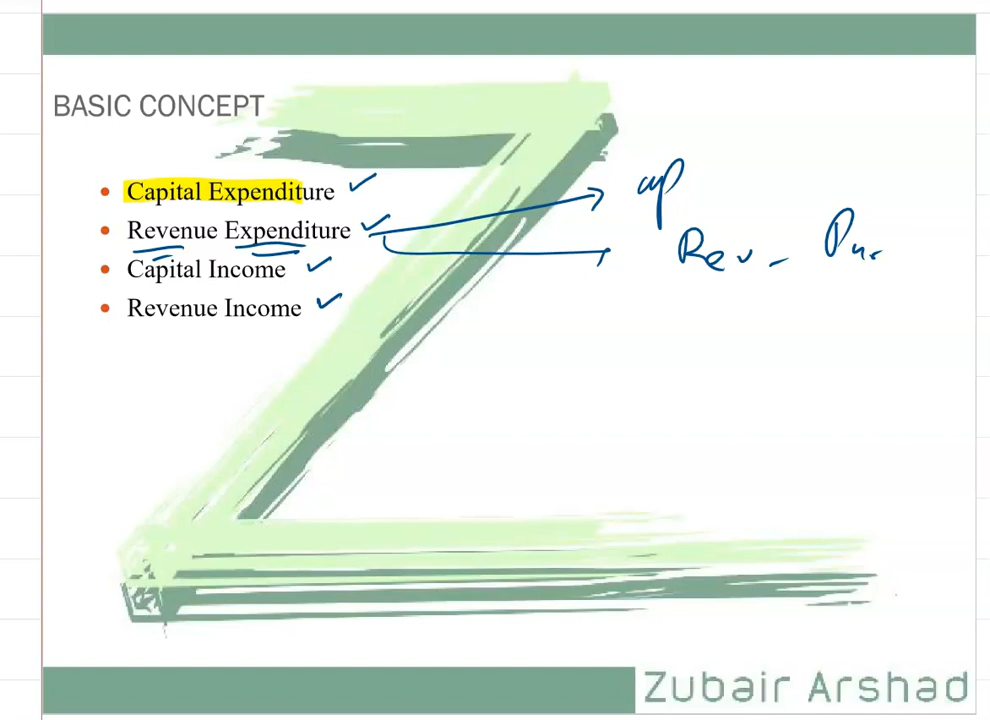 BASIC CONCEPT
• Capital Expenditure
• Revenue Expenditure
• Capital Income
• Revenue Income
Rev.
Zubair Arshad